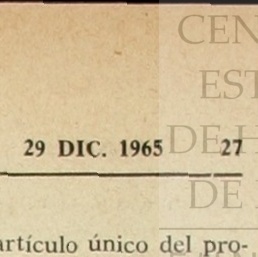 CEN
EST
DE H
29 DIC. 1965 27
DE
artículo único del pro-